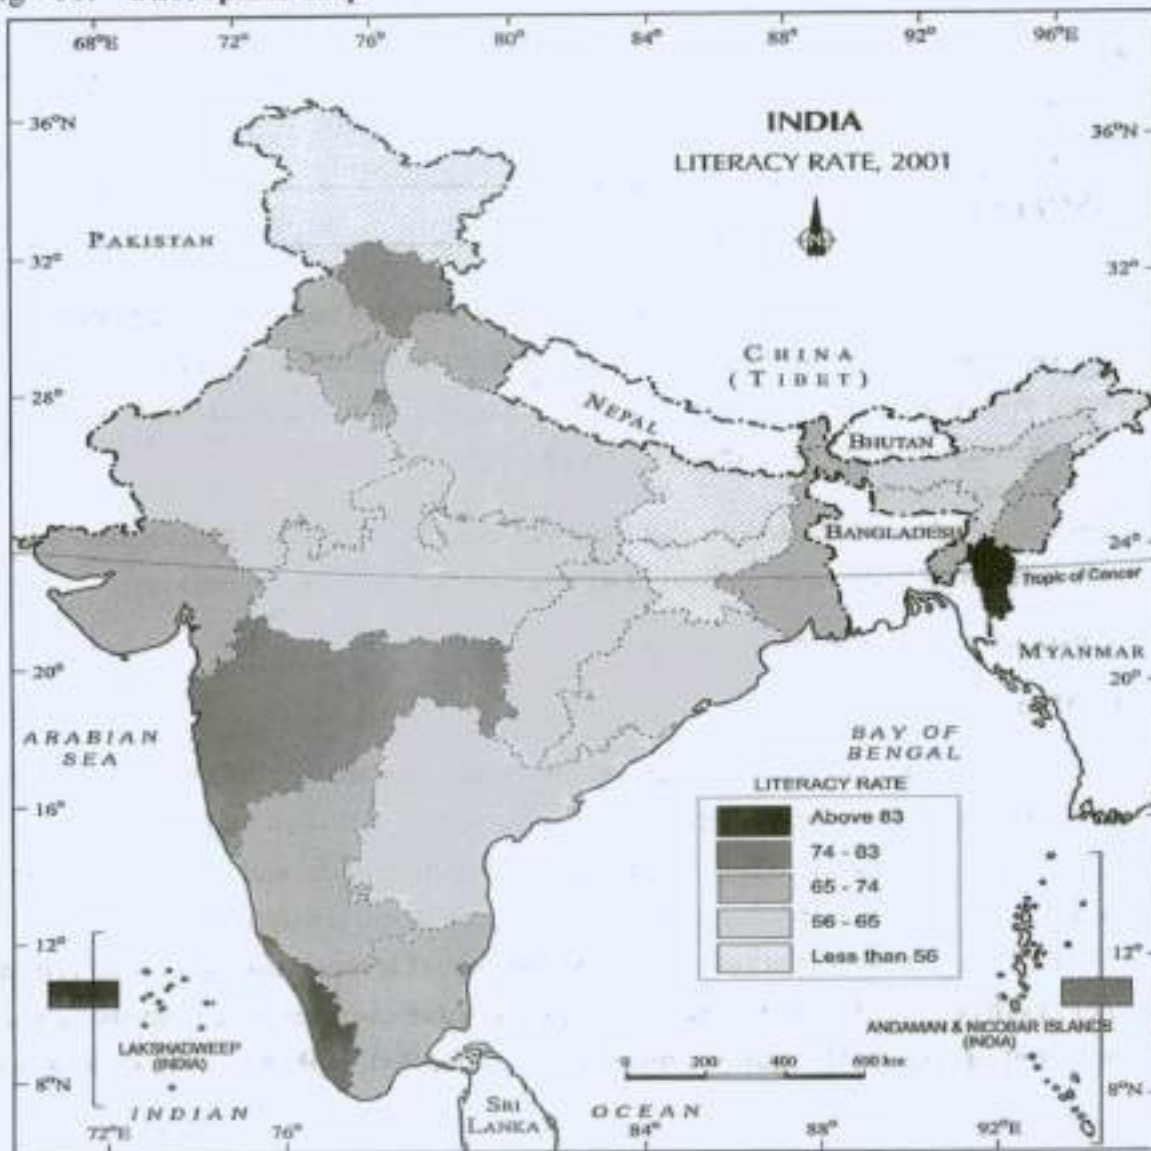 68°E 72° 76° 80° 84° 88° 92° 96°E
36°N
36°N
INDIA
LITERACY RATE, 2001
N
PAKISTAN
32°
32°
CHINA
(TIBET)
28°
NEPAL
BHUTAN
BANGLADESH
24°
Tropic of Cancer
MYANMAR
20°
20°
ARABIAN
SEA
BAY OF
BENGAL
LITERACY RATE
Above 83
74 - 83
65 - 74
56 - 65
Less than 56
16°
12°
12°
LAKSHADWEEP
(INDIA)
ANDAMAN & NICOBAR ISLANDS
(INDIA)
0 200 400 600 km
8°N
8°N
INDIAN
OCEAN
SRI
LANKA
72°E 76° 84° 88° 92°E